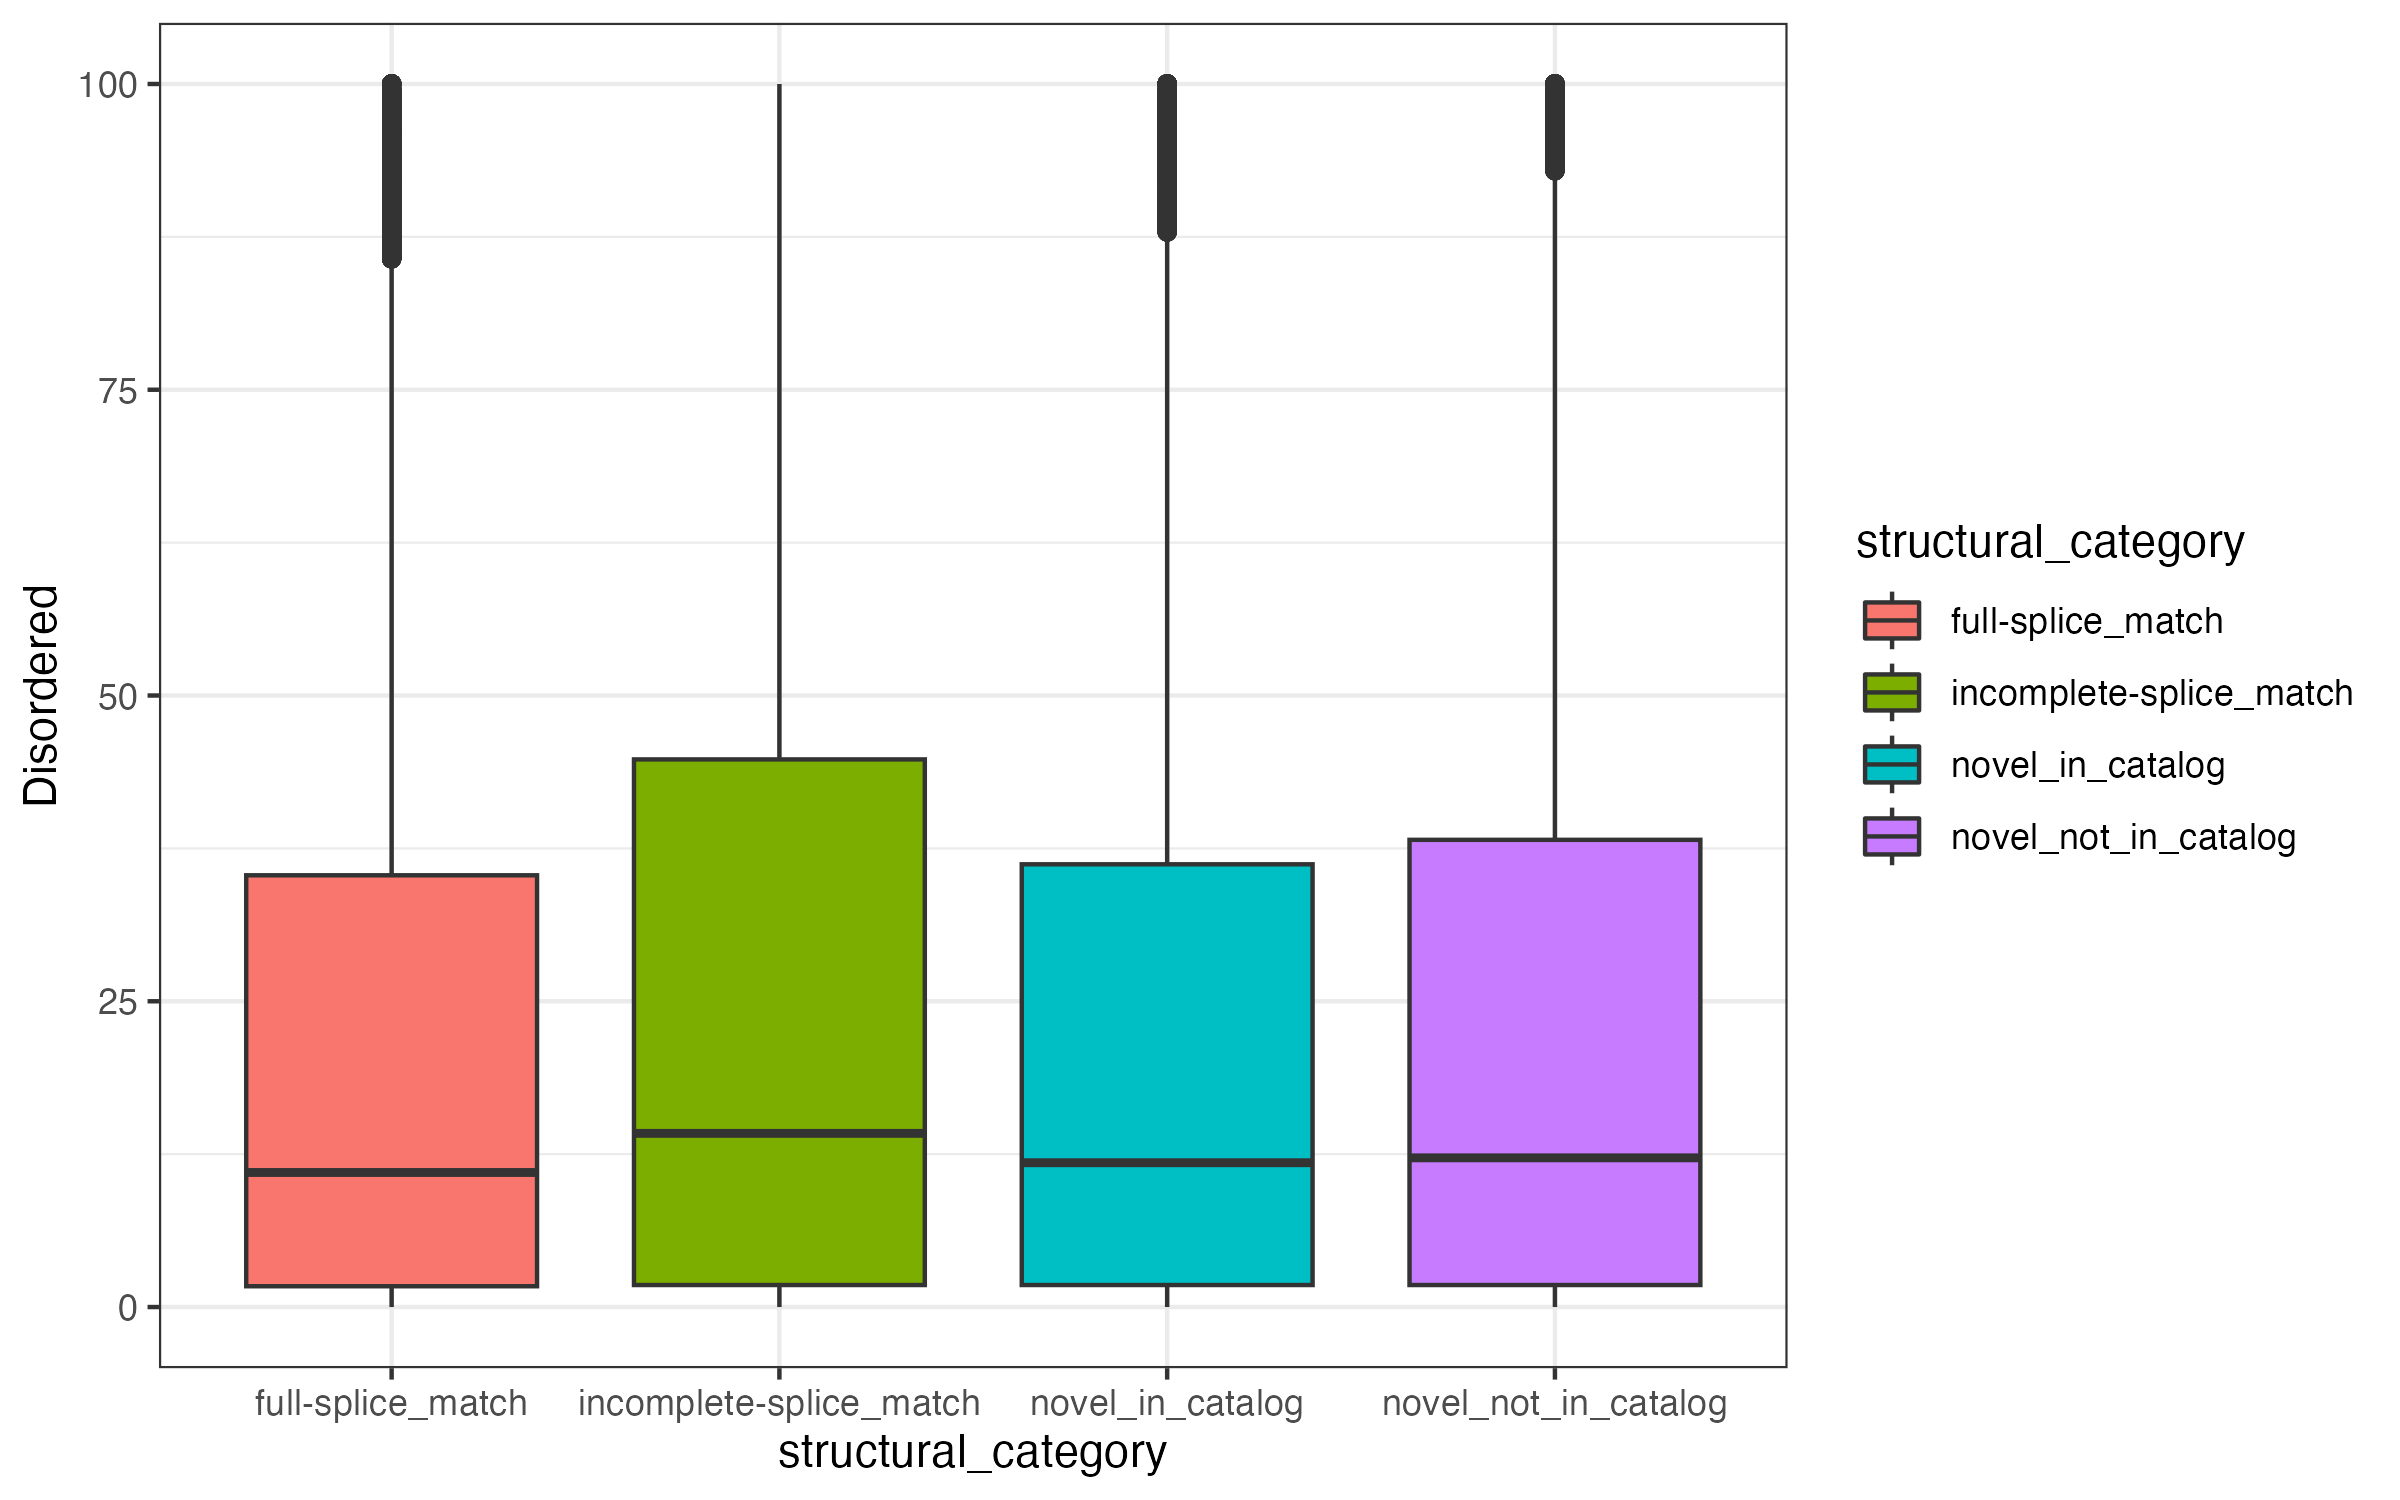 100
75
50
25
0
Disordered
full-splice_match
incomplete-splice_match
novel_in_catalog
novel_not_in_catalog
structural_category
structural_category
full-splice_match
incomplete-splice_match
novel_in_catalog
novel_not_in_catalog